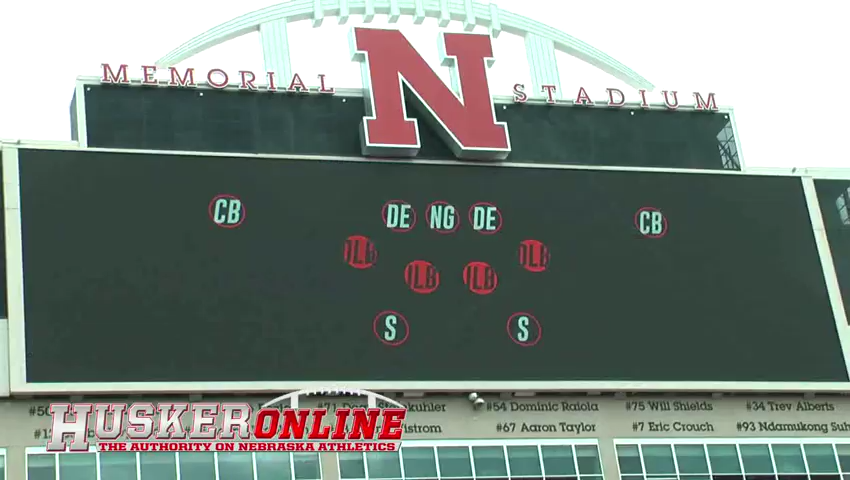 MEMORIAL N STADIUM
CB DE NG DE CB
OLB OLB
ILB ILB
S S
#54 Dominic Raiola #75 Will Shields #34 Trev Alberts
#67 Aaron Taylor #7 Eric Crouch #93 Ndamukong Suh
HUSKERONLINE
THE AUTHORITY ON NEBRASKA ATHLETICS